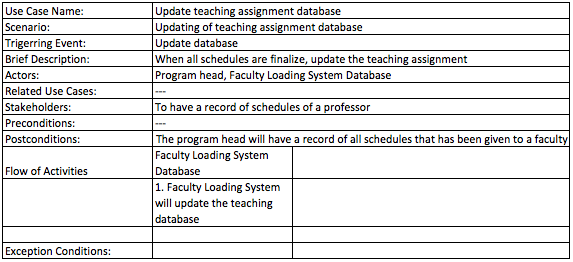 Use Case Name: Update teaching assignment database
Scenario: Updating of teaching assignment database
Trigerring Event: Update database
Brief Description: When all schedules are finalize, update the teaching assignment
Actors: Program head, Faculty Loading System Database
Related Use Cases: ---
Stakeholders: To have a record of schedules of a professor
Preconditions: ---
Postconditions: The program head will have a record of all schedules that has been given to a faculty
Flow of Activities
Faculty Loading System
Database
1. Faculty Loading System
will update the teaching
database
Exception Conditions: